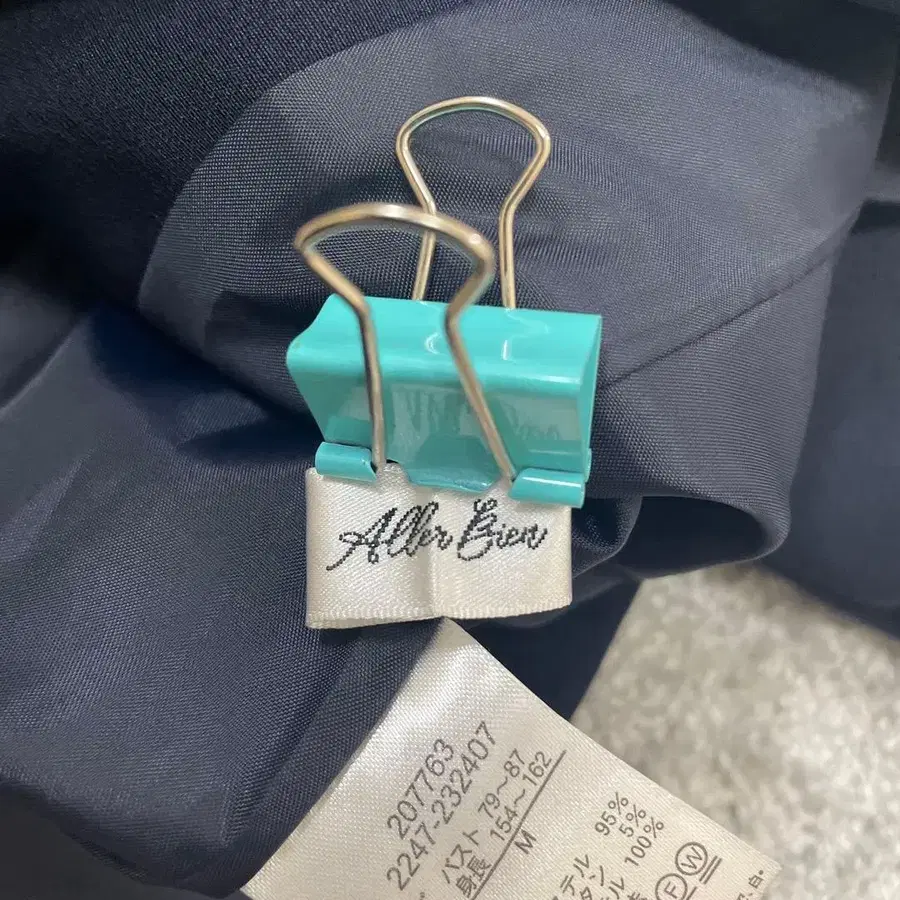 Aller Bien
207763
2247-232407
バスト 79～87
身長 154～162
M
ステル 95%
タン 5%
テル 100%
F W